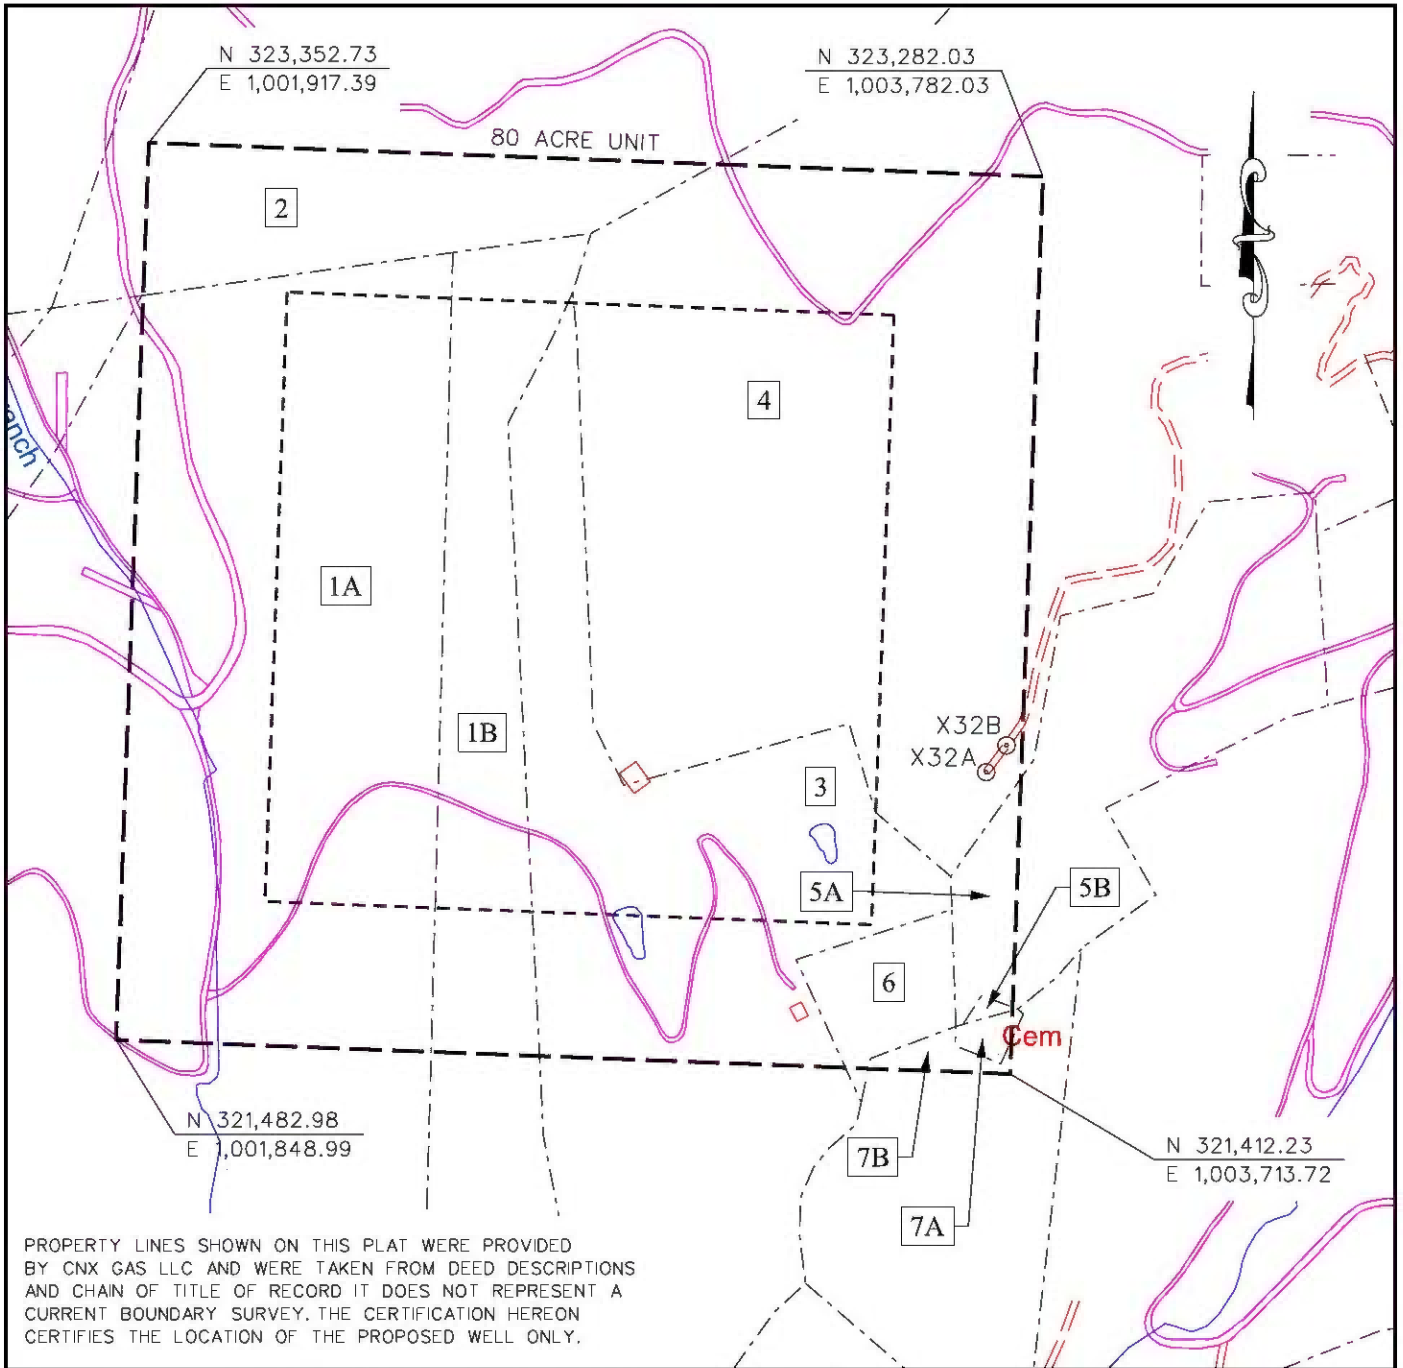 N 323,352.73
E 1,001,917.39
N 323,282.03
E 1,003,782.03
80 ACRE UNIT
2
4
anch
1A
1B
X32B
X32A
3
5A
5B
6
Cem
N 321,482.98
E 1,001,848.99
7B
7A
N 321,412.23
E 1,003,713.72
PROPERTY LINES SHOWN ON THIS PLAT WERE PROVIDED
BY CNX GAS LLC AND WERE TAKEN FROM DEED DESCRIPTIONS
AND CHAIN OF TITLE OF RECORD IT DOES NOT REPRESENT A
CURRENT BOUNDARY SURVEY. THE CERTIFICATION HEREON
CERTIFIES THE LOCATION OF THE PROPOSED WELL ONLY.